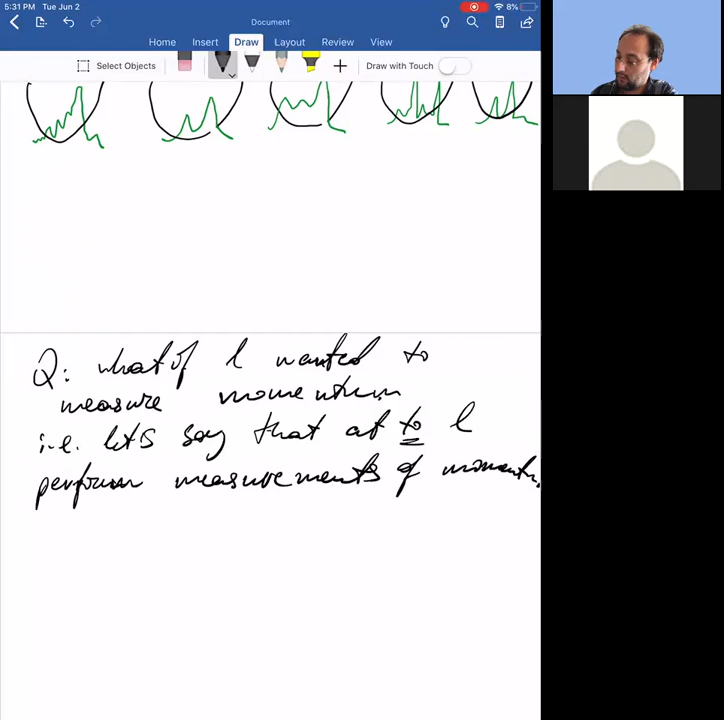 5:31 PM Tue Jun 2
8%
Document
Home Insert Draw Layout Review View
Select Objects
Draw with Touch
Q: what if I wanted to
measure momentum
i.e. let's say that at to I
perform measurements of momentum